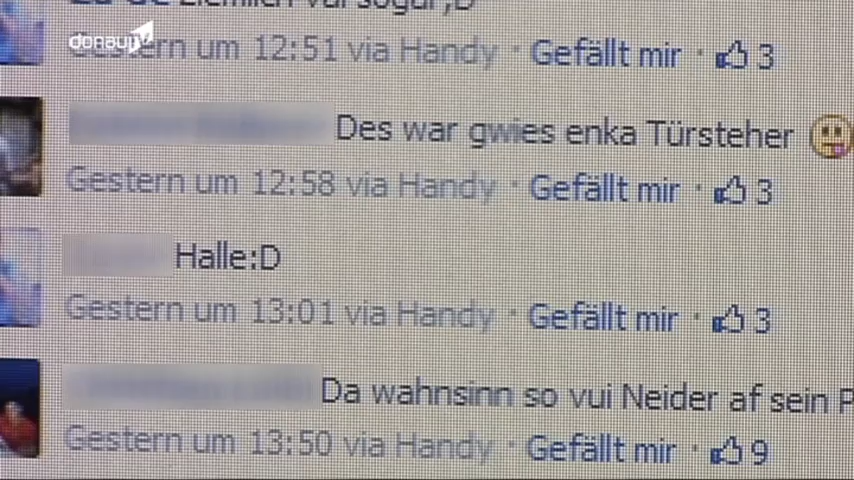 donau TV
Gestern um 12:51 via Handy · Gefällt mir · 3
Des war gwies enka Türsteher
Gestern um 12:58 via Handy · Gefällt mir · 3
Halle:D
Gestern um 13:01 via Handy · Gefällt mir · 3
Da wahnsinn so vui Neider af sein
Gestern um 13:50 via Handy · Gefällt mir · 9